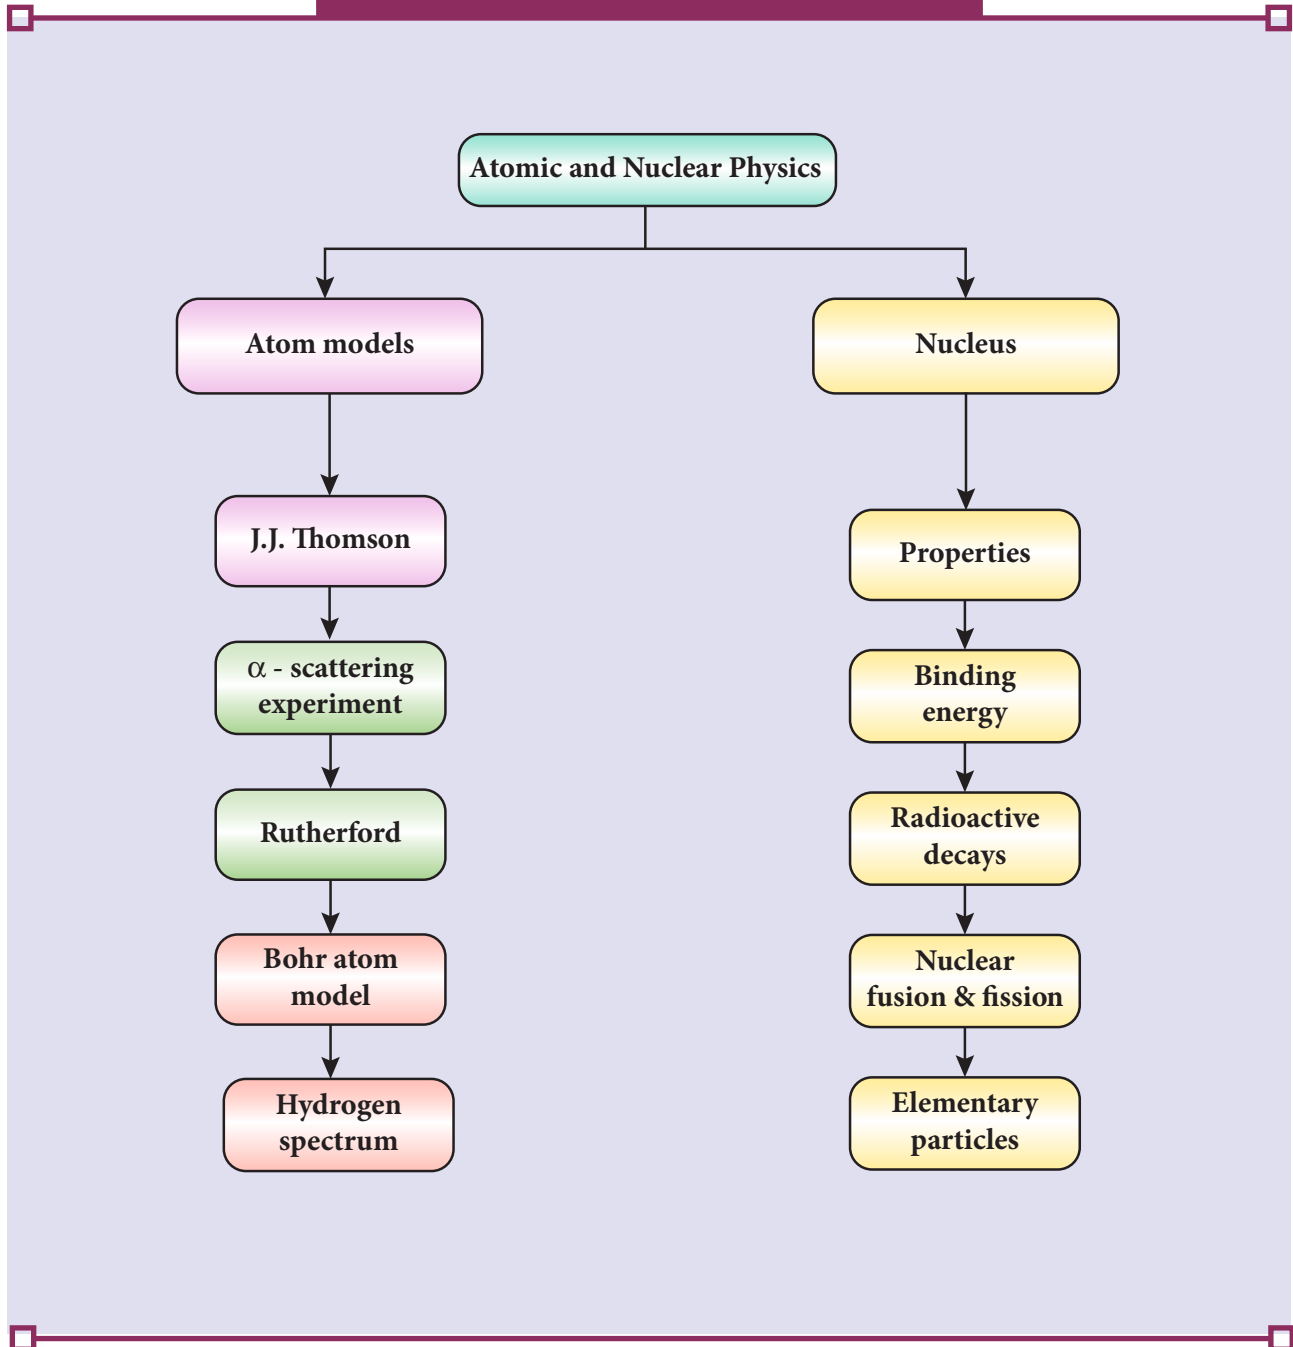 Atomic and Nuclear Physics
Atom models
J.J. Thomson
α - scattering
experiment
Rutherford
Bohr atom
model
Hydrogen
spectrum
Nucleus
Properties
Binding
energy
Radioactive
decays
Nuclear
fusion & fission
Elementary
particles